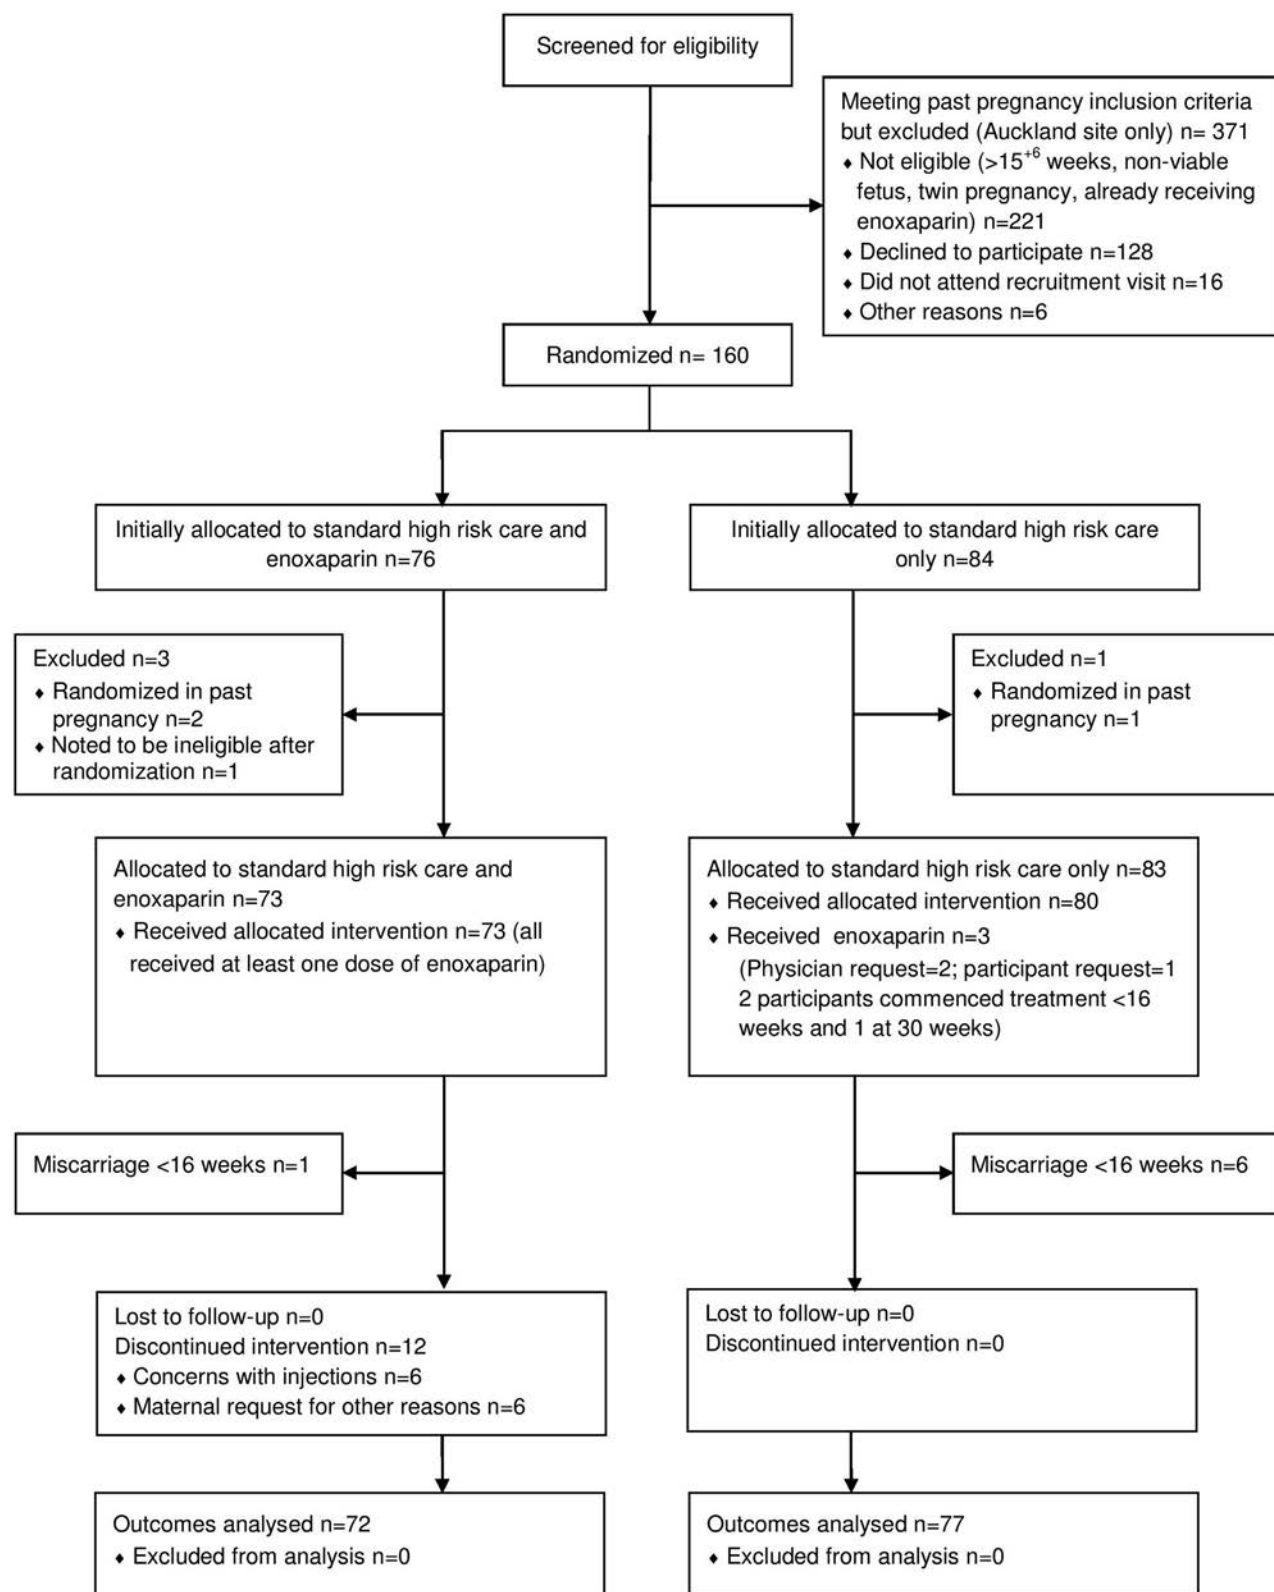 Screened for eligibility
Meeting past pregnancy inclusion criteria
but excluded (Auckland site only) n= 371
♦ Not eligible (>15+6 weeks, non-viable
fetus, twin pregnancy, already receiving
enoxaparin) n=221
♦ Declined to participate n=128
♦ Did not attend recruitment visit n=16
♦ Other reasons n=6
Randomized n= 160
Initially allocated to standard high risk care and
enoxaparin n=76
Initially allocated to standard high risk care
only n=84
Excluded n=3
♦ Randomized in past
pregnancy n=2
♦ Noted to be ineligible after
randomization n=1
Excluded n=1
♦ Randomized in past
pregnancy n=1
Allocated to standard high risk care and
enoxaparin n=73
♦ Received allocated intervention n=73 (all
received at least one dose of enoxaparin)
Allocated to standard high risk care only n=83
♦ Received allocated intervention n=80
♦ Received enoxaparin n=3
(Physician request=2; participant request=1
2 participants commenced treatment <16
weeks and 1 at 30 weeks)
Miscarriage <16 weeks n=1
Miscarriage <16 weeks n=6
Lost to follow-up n=0
Discontinued intervention n=12
♦ Concerns with injections n=6
♦ Maternal request for other reasons n=6
Lost to follow-up n=0
Discontinued intervention n=0
Outcomes analysed n=72
♦ Excluded from analysis n=0
Outcomes analysed n=77
♦ Excluded from analysis n=0